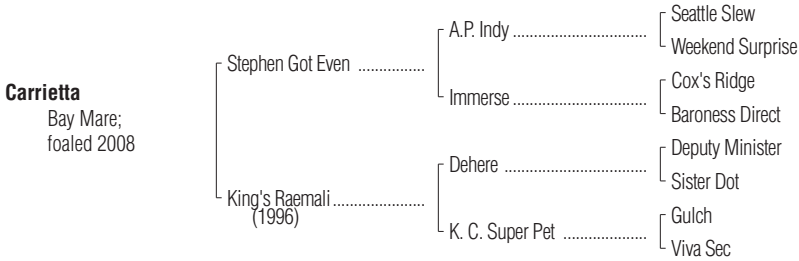 Seattle Slew
A.P. Indy ................................
Weekend Surprise
Stephen Got Even ................
Cox's Ridge
Immerse ................................
Baroness Direct
Carrietta
Bay Mare;
foaled 2008
Deputy Minister
Dehere ..................................
Sister Dot
King's Raemali ......................
(1996)
Gulch
K. C. Super Pet ....................
Viva Sec